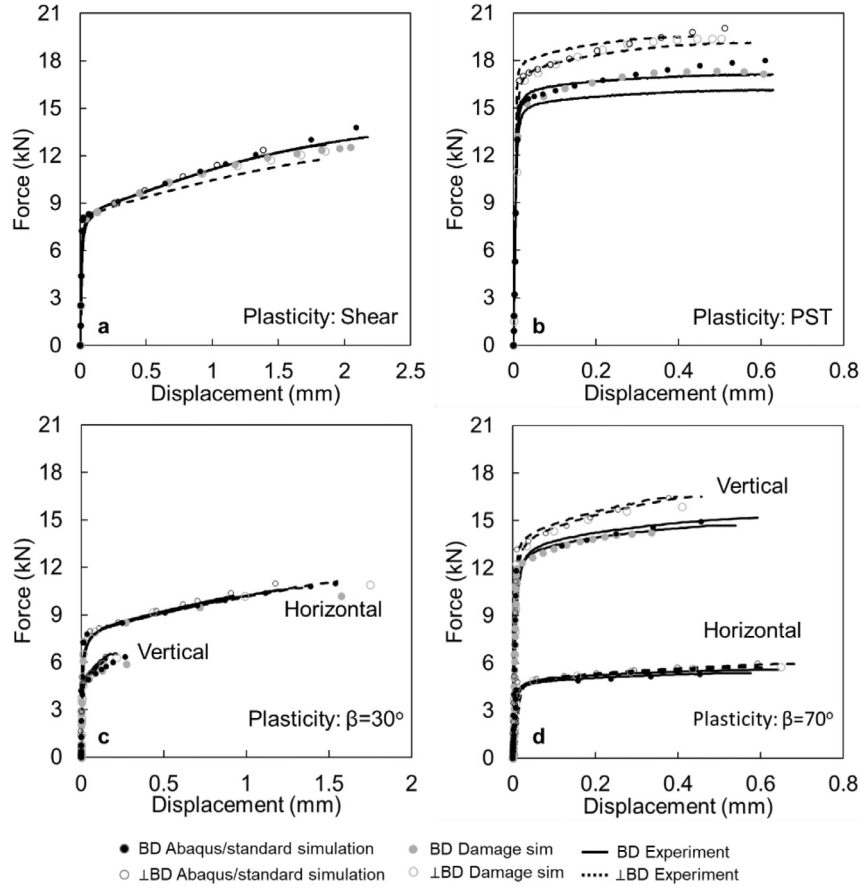 21
18
15
12
9
6
3
0
Force (kN)
a
Plasticity: Shear
0 0.5 1 1.5 2 2.5
Displacement (mm)
21
18
15
12
9
6
3
0
Force (kN)
b
Plasticity: PST
0 0.2 0.4 0.6 0.8
Displacement (mm)
21
18
15
12
9
6
3
0
Force (kN)
Horizontal
Vertical
c
Plasticity: β=30°
0 0.5 1 1.5 2
Displacement (mm)
21
18
15
12
9
6
3
0
Force (kN)
Vertical
Horizontal
d
Plasticity: β=70°
0 0.2 0.4 0.6 0.8
Displacement (mm)
BD Abaqus/standard simulation
BD Damage sim
BD Experiment
⊥BD Abaqus/standard simulation
⊥BD Damage sim
⊥BD Experiment